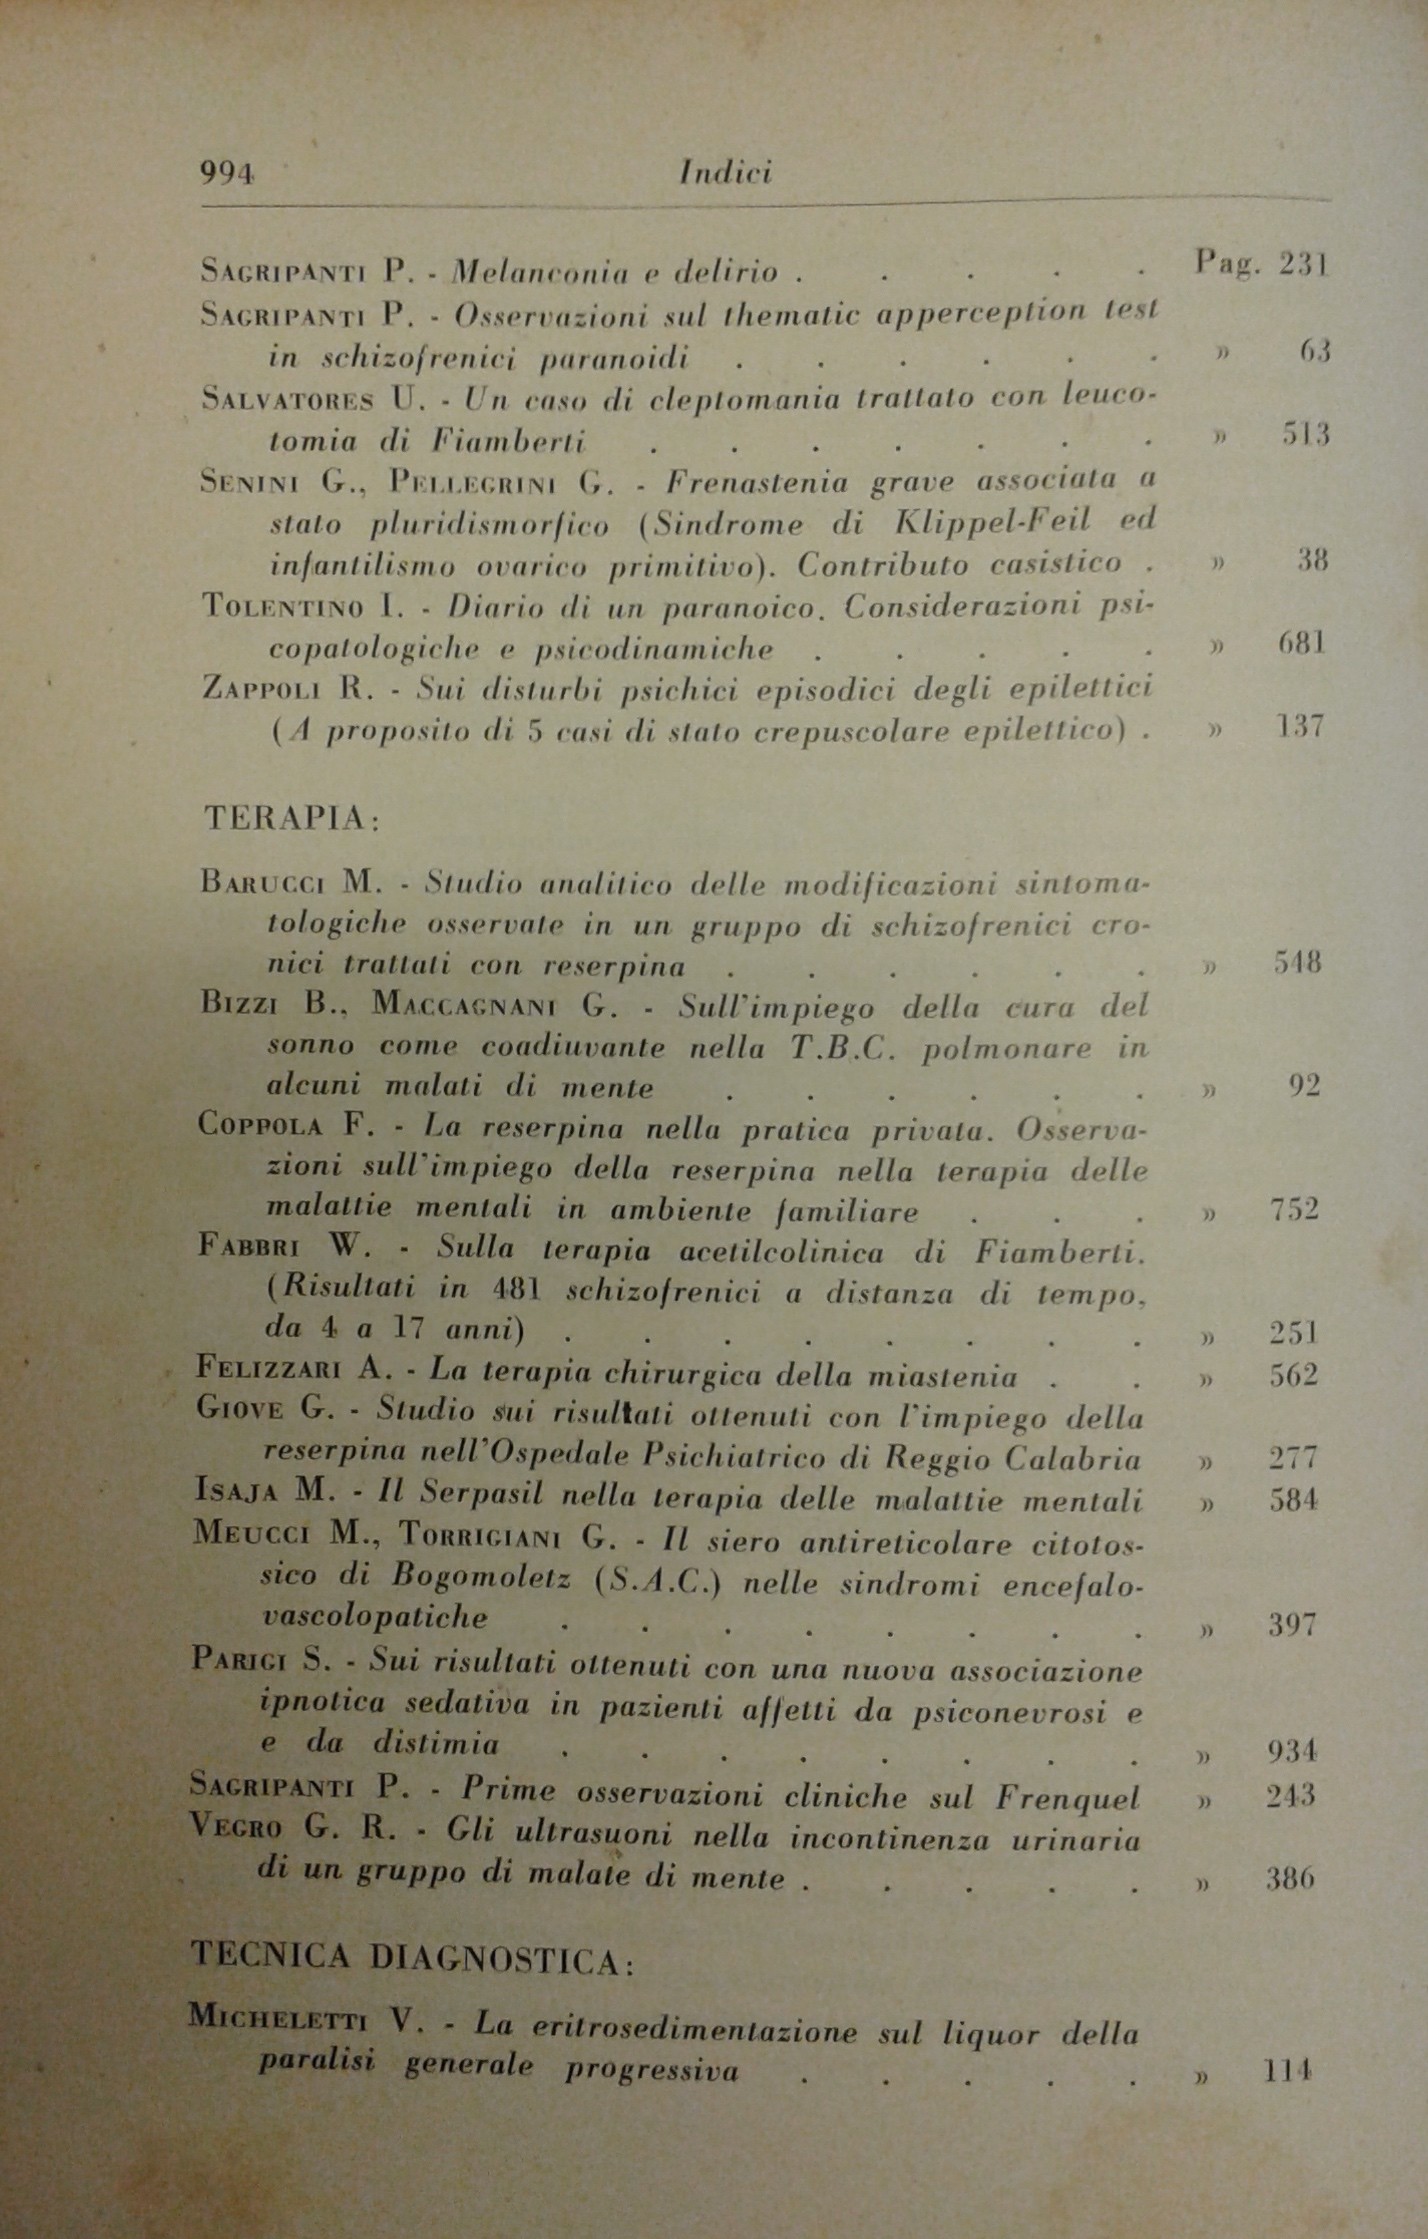 994 Indici
SAGRIPANTI P. - Melanconia e delirio . . . . . Pag. 231
SAGRIPANTI P. - Osservazioni sul thematic apperception test
in schizofrenici paranoidi . . . . . . » 63
SALVATORES U. - Un caso di cleptomania trattato con leuco-
tomia di Fiamberti . . . . . . . » 513
SENINI G., PELLEGRINI G. - Frenastenia grave associata a
stato pluridismorfico (Sindrome di Klippel-Feil ed
infantilismo ovarico primitivo). Contributo casistico . » 38
TOLENTINO I. - Diario di un paranoico. Considerazioni psi-
copatologiche e psicodinamiche . . . . . » 681
ZAPPOLI R. - Sui disturbi psichici episodici degli epilettici
(A proposito di 5 casi di stato crepuscolare epilettico) . » 137
TERAPIA:
BARUCCI M. - Studio analitico delle modificazioni sintoma-
tologiche osservate in un gruppo di schizofrenici cro-
nici trattati con reserpina . . . . . . » 548
BIZZI B., MACCAGNANI G. - Sull'impiego della cura del
sonno come coadiuvante nella T.B.C. polmonare in
alcuni malati di mente . . . . . . » 92
COPPOLA F. - La reserpina nella pratica privata. Osserva-
zioni sull'impiego della reserpina nella terapia delle
malattie mentali in ambiente familiare . . . » 752
FABBRI W. - Sulla terapia acetilcolinica di Fiamberti.
(Risultati in 481 schizofrenici a distanza di tempo,
da 4 a 17 anni) . . . . . . . . » 251
FELIZZARI A. - La terapia chirurgica della miastenia . . » 562
GIOVE G. - Studio sui risultati ottenuti con l'impiego della
reserpina nell'Ospedale Psichiatrico di Reggio Calabria » 277
ISAJA M. - Il Serpasil nella terapia delle malattie mentali » 584
MEUCCI M., TORRIGIANI G. - Il siero antireticolare citotos-
sico di Bogomoletz (S.A.C.) nelle sindromi encefalo-
vascolopatiche . . . . . . . . » 397
PARIGI S. - Sui risultati ottenuti con una nuova associazione
ipnotica sedativa in pazienti affetti da psiconevrosi e
e da distimia . . . . . . . . » 934
SAGRIPANTI P. - Prime osservazioni cliniche sul Frenquel » 243
VEGRO G. R. - Gli ultrasuoni nella incontinenza urinaria
di un gruppo di malate di mente . . . . . » 386
TECNICA DIAGNOSTICA:
MICHELETTI V. - La eritrosedimentazione sul liquor della
paralisi generale progressiva . . . . . » 114